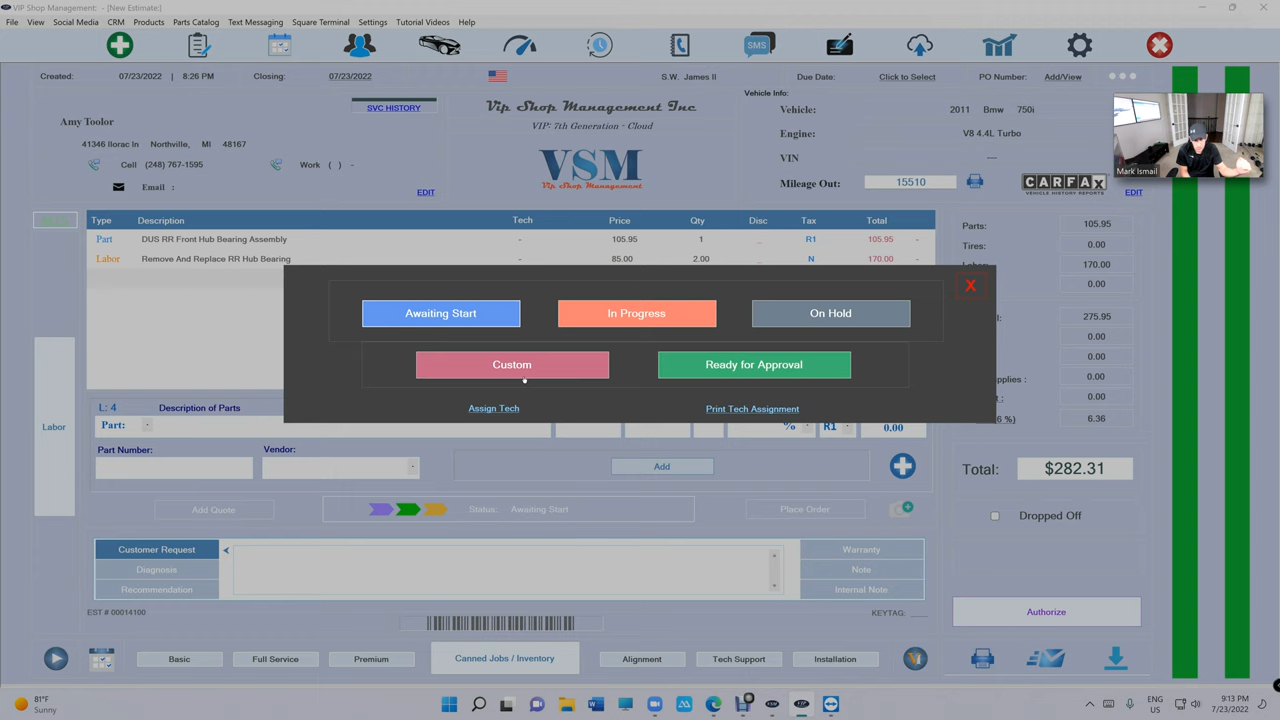 VIP Shop Management: - [New Estimate:]
File View Social Media CRM Products Parts Catalog Text Messaging Square Terminal Settings Tutorial Videos Help
SMS
Created: 07/23/2022 | 8:26 PM Closing: 07/23/2022 S.W. James II Due Date: Click to Select PO Number: Add/View
SVC HISTORY
Vip Shop Management Inc
VIP: 7th Generation - Cloud
VSM
Vip Shop Management
Vehicle Info:
Vehicle: 2011 Bmw 750i
Engine: V8 4.4L Turbo
VIN ---
Mileage Out: 15510
CARFAX
VEHICLE HISTORY REPORTS
EDIT
Mark Ismail
Amy Toolor
41346 Ilorac ln Northville, MI 48167
Cell (248) 767-1595 Work ( ) -
Email :
EDIT
Type Description Tech Price Qty Disc Tax Total
Part DUS RR Front Hub Bearing Assembly - 105.95 1 _ R1 105.95 -
Labor Remove And Replace RR Hub Bearing - 85.00 2.00 _ N 170.00 -
Parts: 105.95
Tires: 0.00
Labor: 170.00
0.00
275.95
0.00
upplies : 0.00
0.00
6 %) 6.36
Total: $282.31
Dropped Off
Authorize
X
Awaiting Start In Progress On Hold
Custom Ready for Approval
Assign Tech Print Tech Assignment
Labor
L: 4 Description of Parts
Part: % R1 0.00
Part Number: Vendor:
Add
Add Quote Status: Awaiting Start Place Order
Customer Request Warranty
Diagnosis Note
Recommendation Internal Note
EST # 00014100 KEYTAG: ____
Basic Full Service Premium Canned Jobs / Inventory Alignment Tech Support Installation
81°F
Sunny
ENG
US
9:13 PM
7/23/2022